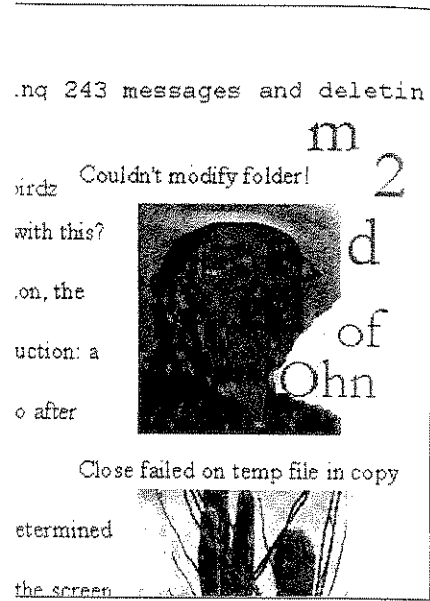 .nq 243 messages and deletin
m
Couldn't modify folder!
2
birdz
with this?
d
.on, the
of
uction: a
Ohn
o after
Close failed on temp file in copy
etermined
the screen